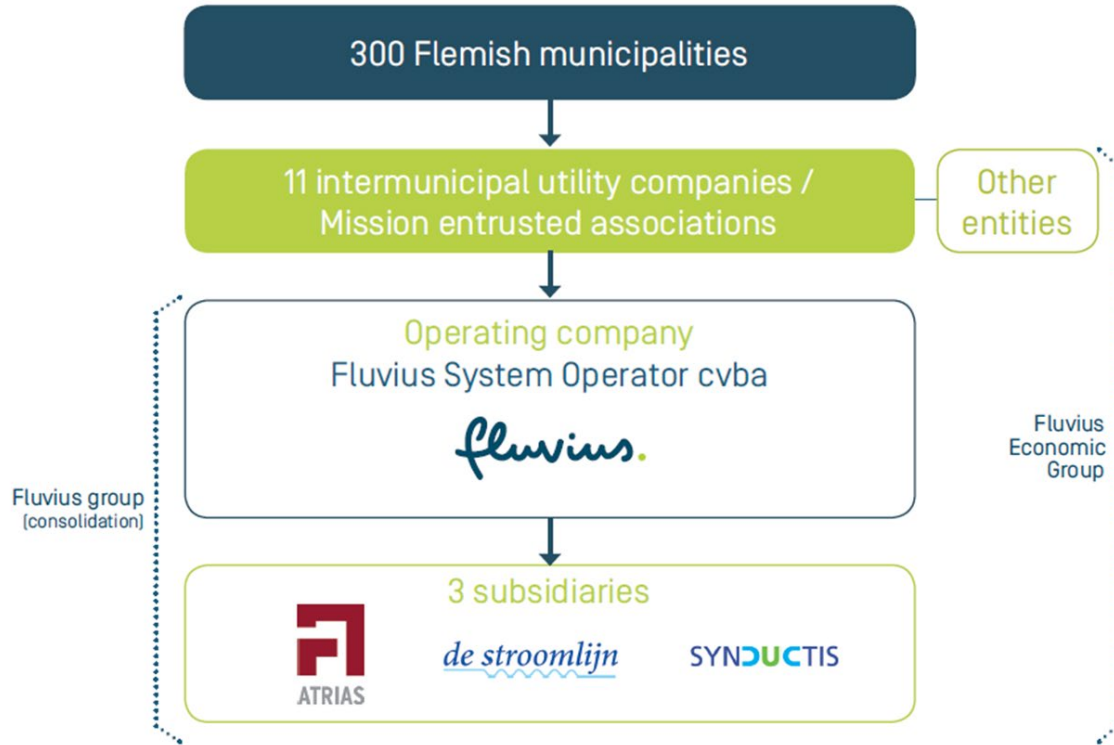 300 Flemish municipalities
11 intermunicipal utility companies /
Mission entrusted associations
Other
entities
Operating company
Fluvius System Operator cvba
fluvius.
Fluvius group
(consolidation)
Fluvius
Economic
Group
3 subsidiaries
ATRIAS
de stroomlijn
SYNDUCTIS